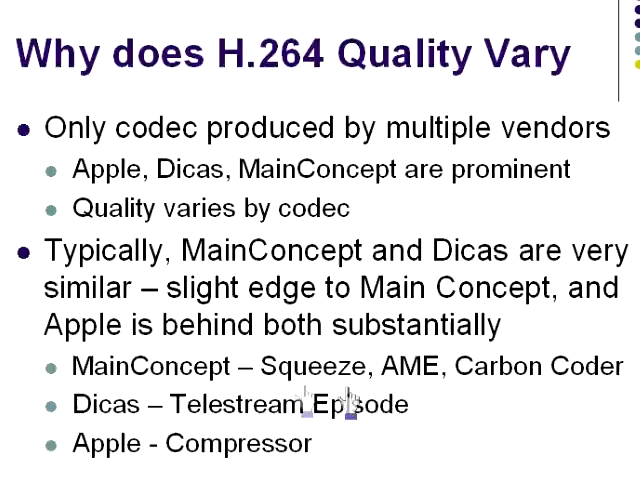 Why does H.264 Quality Vary
Only codec produced by multiple vendors
Apple, Dicas, MainConcept are prominent
Quality varies by codec
Typically, MainConcept and Dicas are very
similar – slight edge to Main Concept, and
Apple is behind both substantially
MainConcept – Squeeze, AME, Carbon Coder
Dicas – Telestream Episode
Apple - Compressor